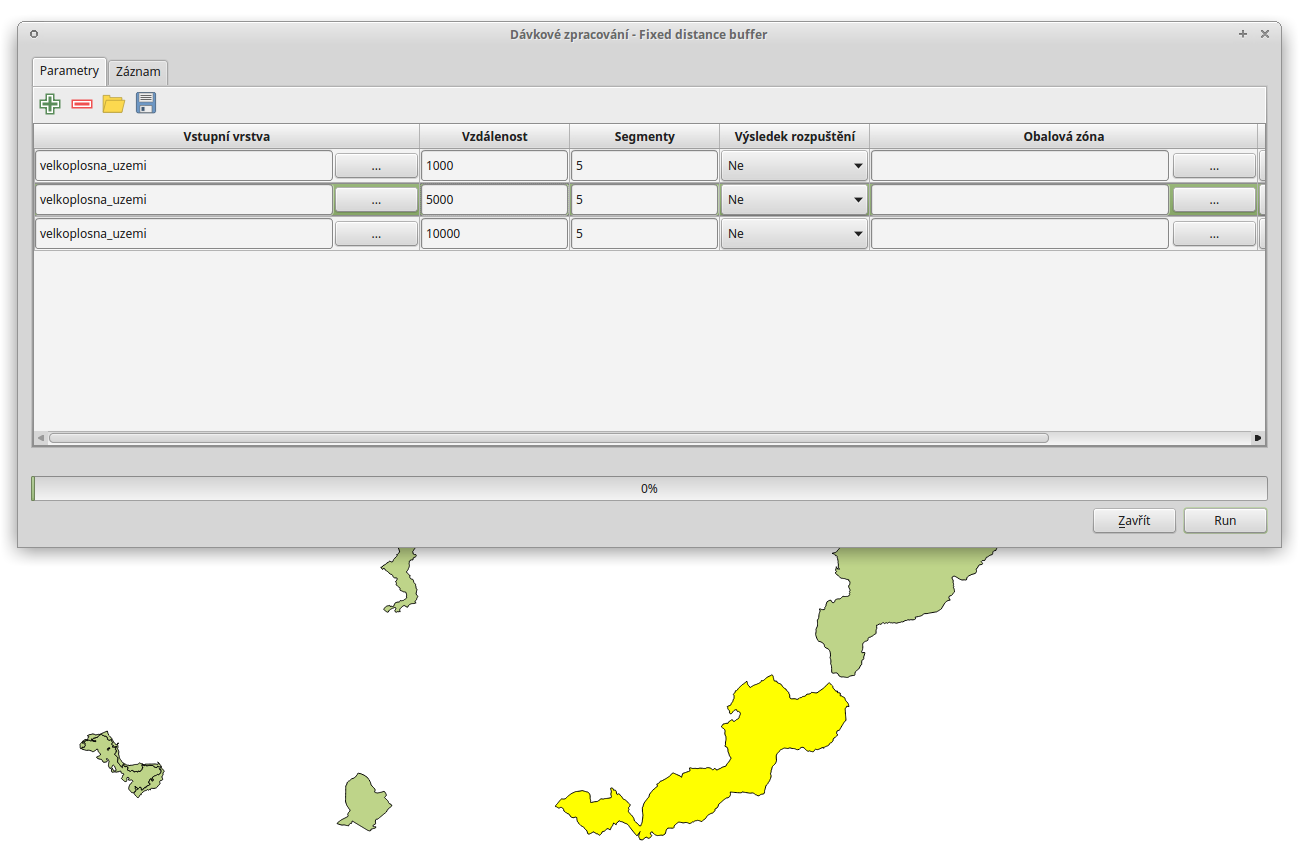 Dávkové zpracování - Fixed distance buffer
Parametry Záznam
Vstupní vrstva Vzdálenost Segmenty Výsledek rozpuštění Obalová zóna
velkoplosna_uzemi ... 1000 5 Ne ...
velkoplosna_uzemi ... 5000 5 Ne ...
velkoplosna_uzemi ... 10000 5 Ne ...
0%
Zavřít Run